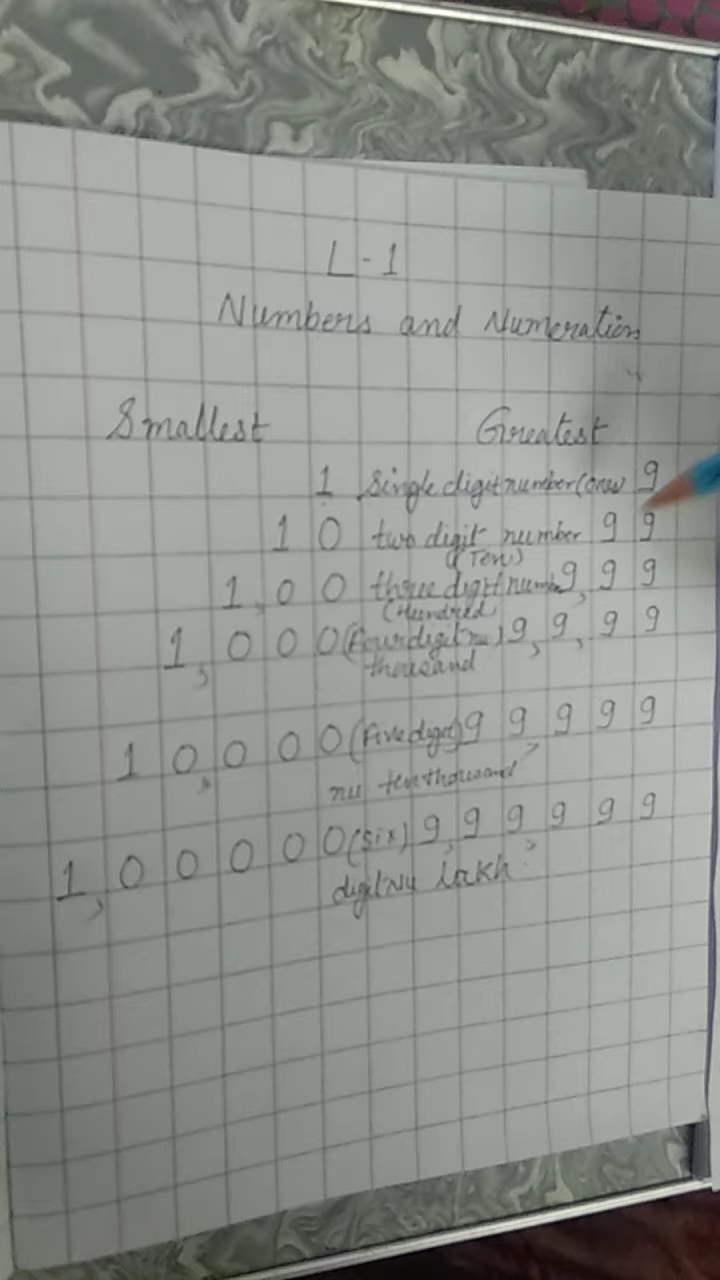 L-1
Numbers and Numeration
Smallest Greatest
1 single digit number (ones) 9
1 0 two digit number 9 9
(Ten)
1,0 0 three digit number 9,9 9
(Hundred)
1,0 0 0 (Four digit nu) 9,9,9 9
thousand
1 0,0 0 0 (Five digit) 9 9,9 9 9
nu ten thousand
1,0 0 0 0 0 (six) 9,9 9,9 9 9
digit Nu lakh